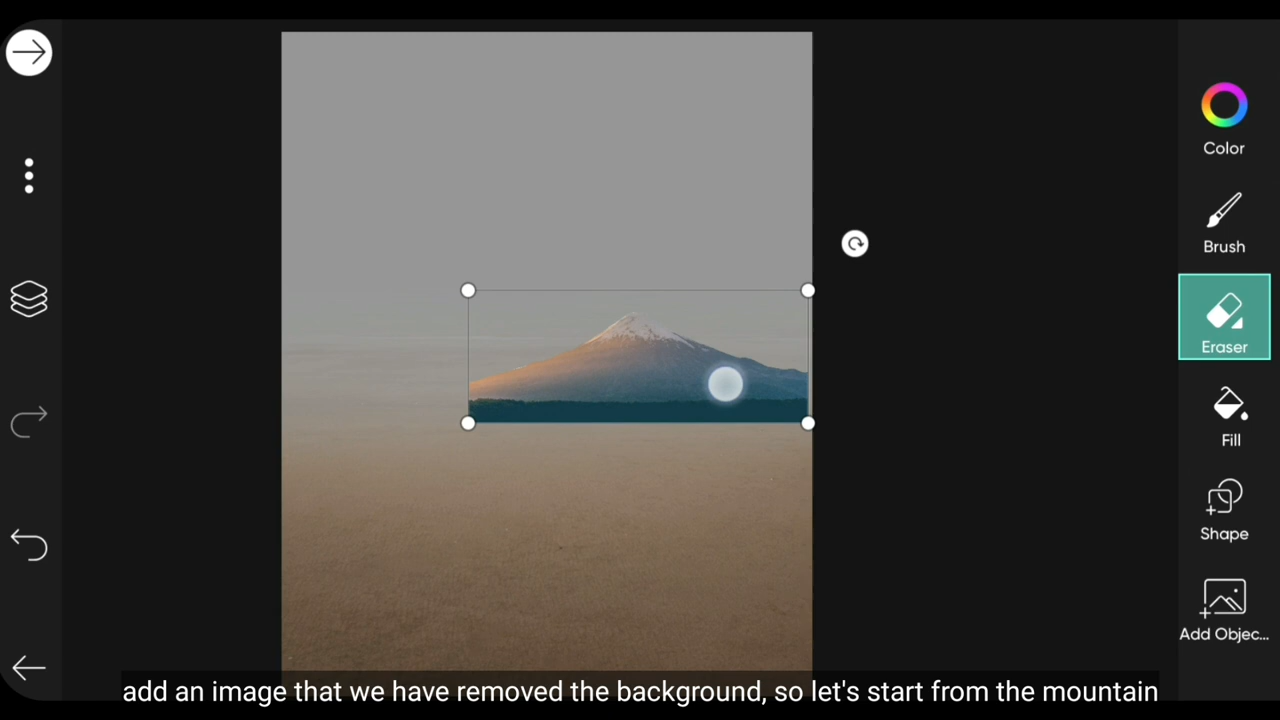 Color
Brush
Eraser
Fill
Shape
Add Objec...
add an image that we have removed the background, so let's start from the mountain